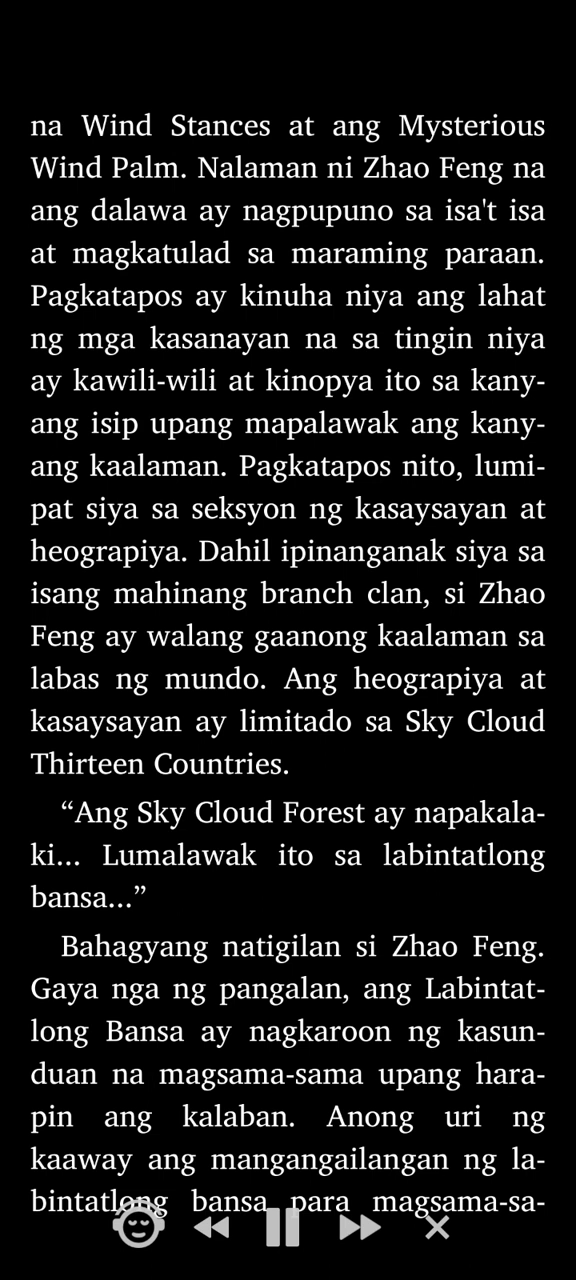 na Wind Stances at ang Mysterious
Wind Palm. Nalaman ni Zhao Feng na
ang dalawa ay nagpupuno sa isa't isa
at magkatulad sa maraming paraan.
Pagkatapos ay kinuha niya ang lahat
ng mga kasanayan na sa tingin niya
ay kawili-wili at kinopya ito sa kany-
ang isip upang mapalawak ang kany-
ang kaalaman. Pagkatapos nito, lumi-
pat siya sa seksyon ng kasaysayan at
heograpiya. Dahil ipinanganak siya sa
isang mahinang branch clan, si Zhao
Feng ay walang gaanong kaalaman sa
labas ng mundo. Ang heograpiya at
kasaysayan ay limitado sa Sky Cloud
Thirteen Countries.
“Ang Sky Cloud Forest ay napakala-
ki... Lumalawak ito sa labintatlong
bansa...”
Bahagyang natigilan si Zhao Feng.
Gaya nga ng pangalan, ang Labintat-
long Bansa ay nagkaroon ng kasun-
duan na magsama-sama upang hara-
pin ang kalaban. Anong uri ng
kaaway ang mangangailangan ng la-
bintatlong bansa para magsama-sa-